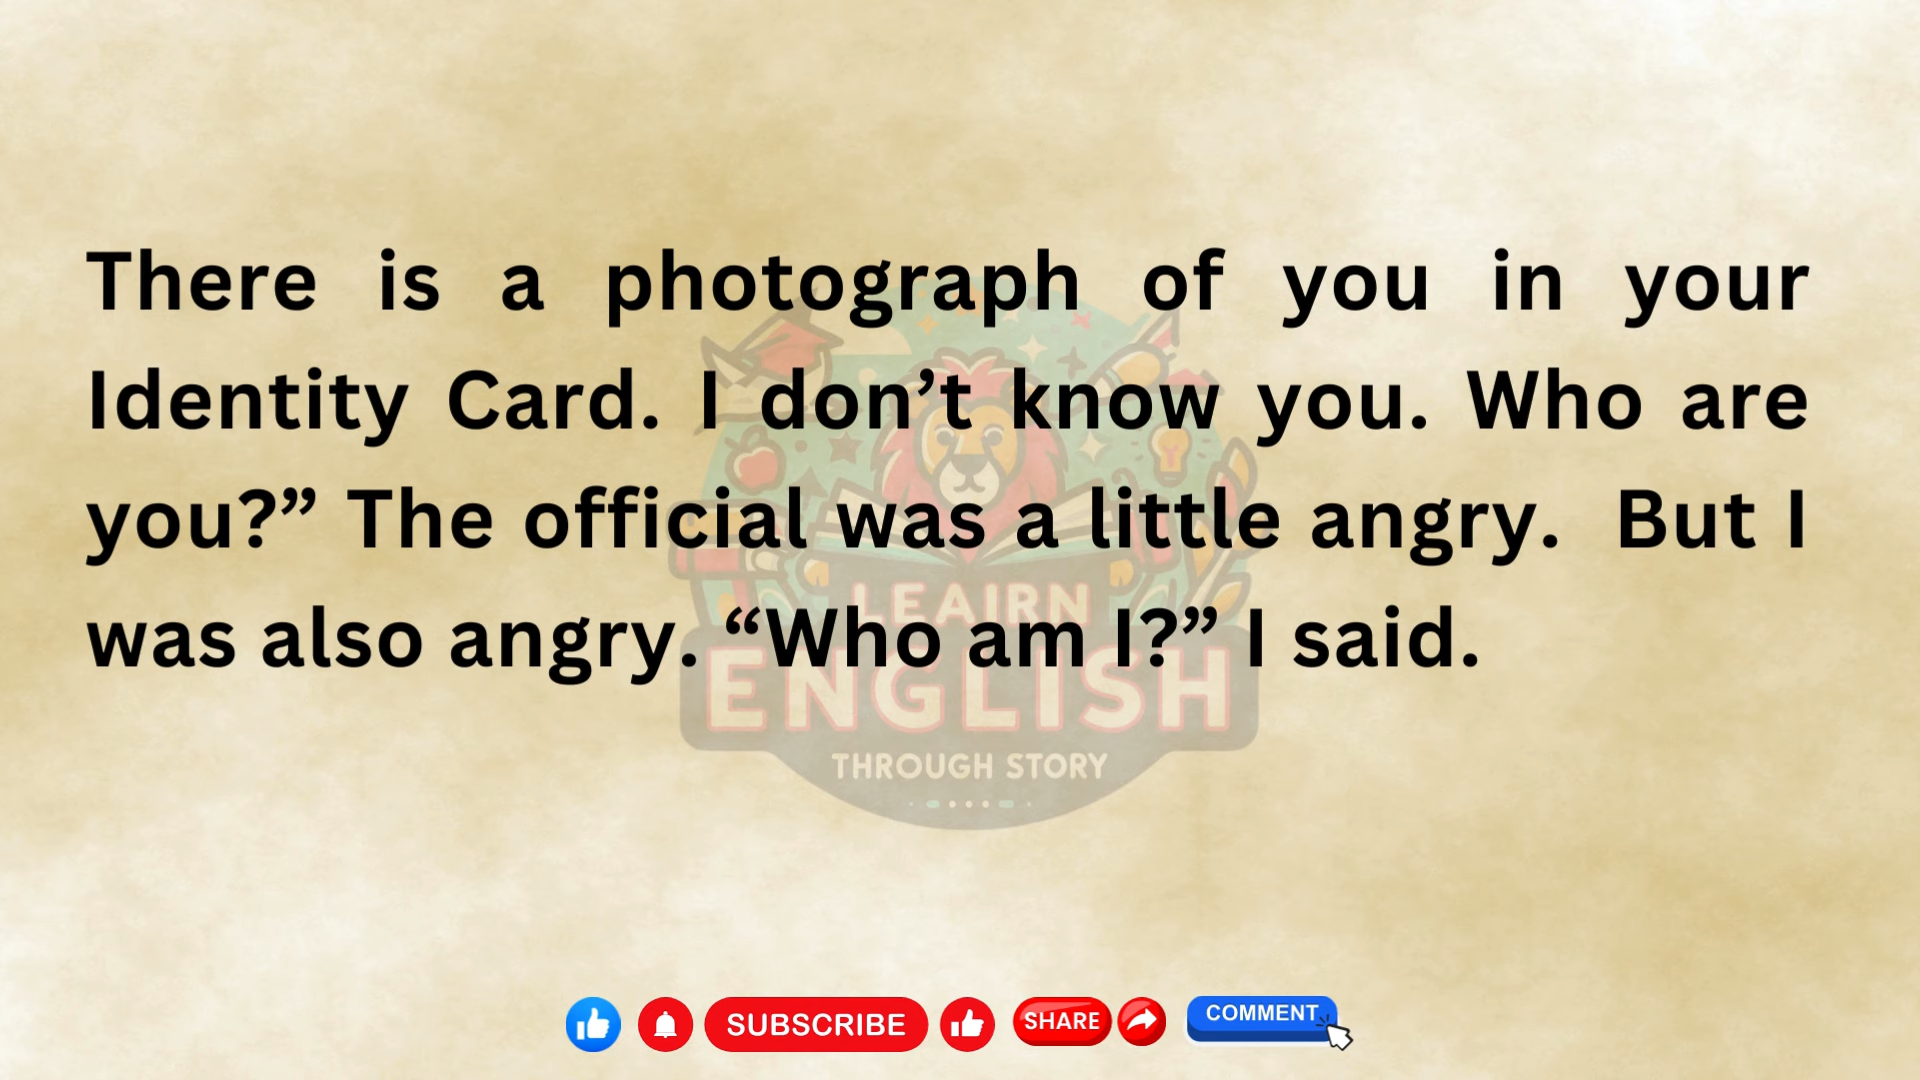 There is a photograph of you in your
Identity Card. I don’t know you. Who are
you?” The official was a little angry.  But I
was also angry. “Who am I?” I said.
LEAIRN
ENGLISH
THROUGH STORY
SUBSCRIBE
SHARE
COMMENT